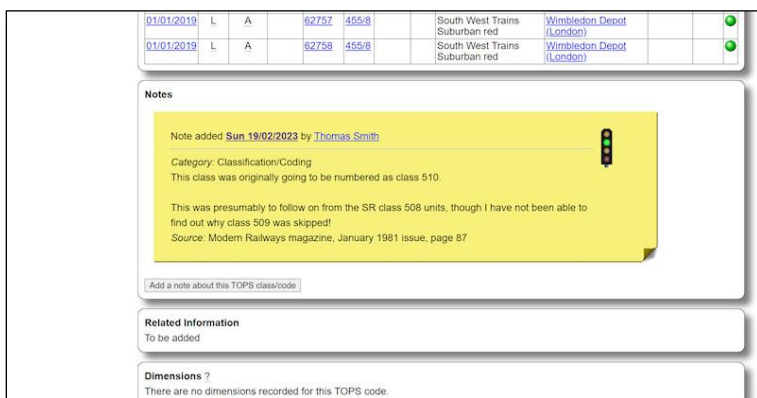 01/01/2019 L A 62757 455/8 South West Trains Suburban red Wimbledon Depot (London)
01/01/2019 L A 62758 455/8 South West Trains Suburban red Wimbledon Depot (London)
Notes
Note added Sun 19/02/2023 by Thomas Smith
Category: Classification/Coding
This class was originally going to be numbered as class 510.
This was presumably to follow on from the SR class 508 units, though I have not been able to
find out why class 509 was skipped!
Source: Modern Railways magazine, January 1981 issue, page 87
Add a note about this TOPS class/code
Related Information
To be added
Dimensions ?
There are no dimensions recorded for this TOPS code.